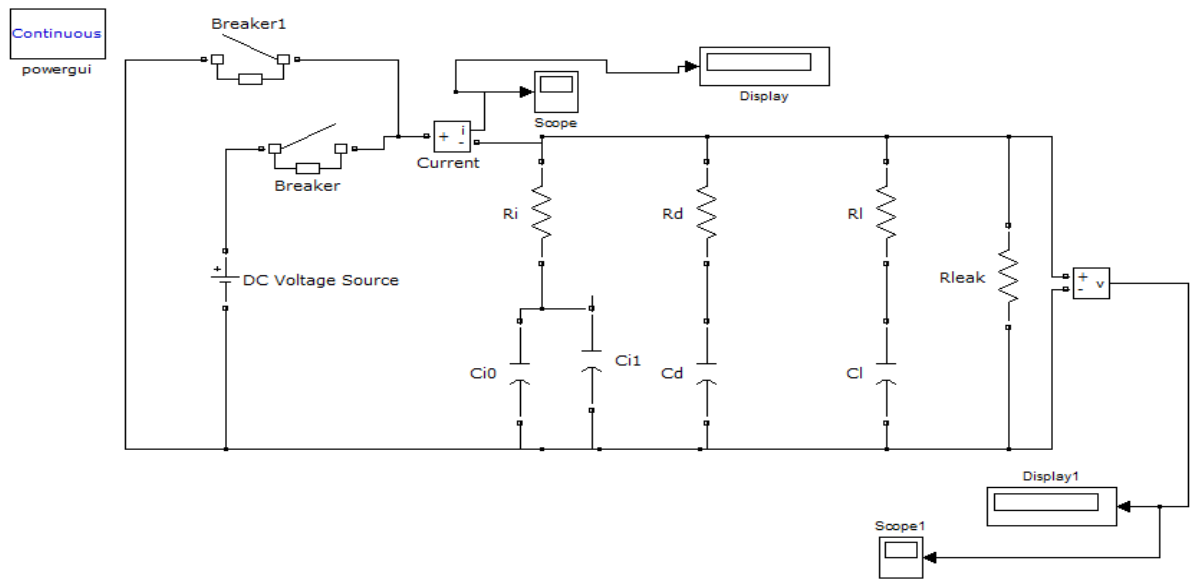 Breaker1
Continuous
powergui
Display
Scope
+ i -
Current
Breaker
Ri
Rd
Rl
Rleak
+
DC Voltage Source
+ - v
Ci0
Ci1
Cd
Cl
Display1
Scope1